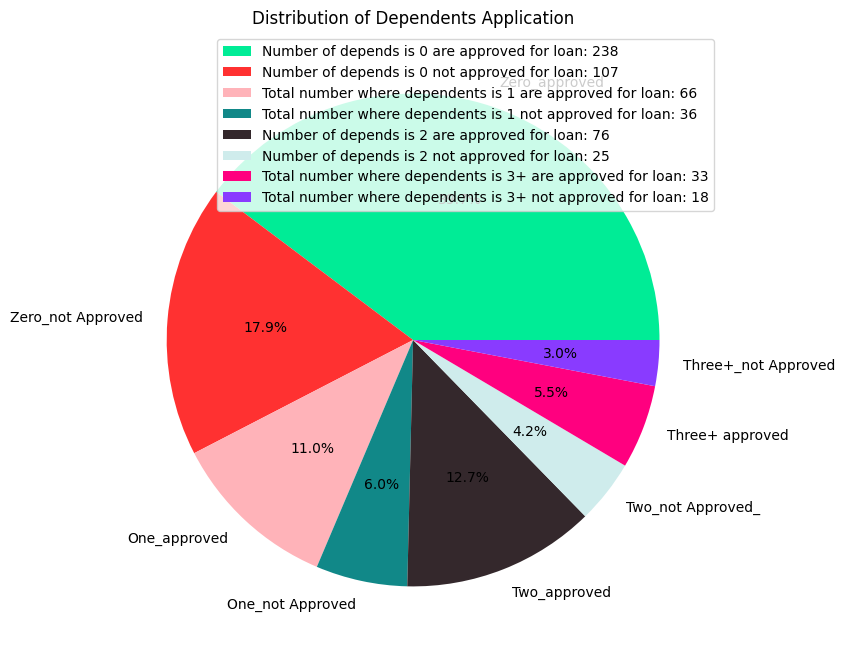 Distribution of Dependents Application
Number of depends is 0 are approved for loan: 238
Number of depends is 0 not approved for loan: 107
Total number where dependents is 1 are approved for loan: 66
Total number where dependents is 1 not approved for loan: 36
Number of depends is 2 are approved for loan: 76
Number of depends is 2 not approved for loan: 25
Total number where dependents is 3+ are approved for loan: 33
Total number where dependents is 3+ not approved for loan: 18
Zero_approved
Zero_not Approved
17.9%
3.0%
Three+_not Approved
5.5%
Three+ approved
4.2%
11.0%
12.7%
6.0%
Two_not Approved_
One_approved
Two_approved
One_not Approved